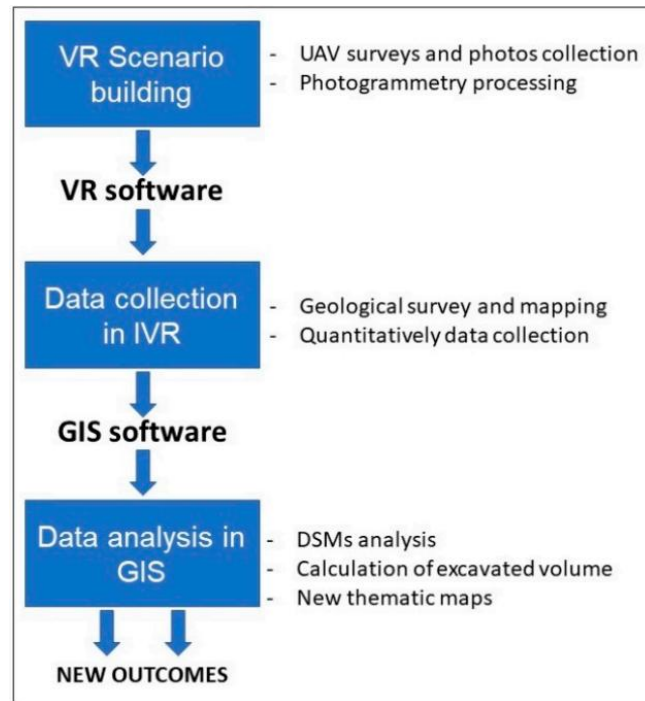 VR Scenario
building
- UAV surveys and photos collection
- Photogrammetry processing
VR software
Data collection
in IVR
- Geological survey and mapping
- Quantitatively data collection
GIS software
Data analysis in
GIS
- DSMs analysis
- Calculation of excavated volume
- New thematic maps
NEW OUTCOMES